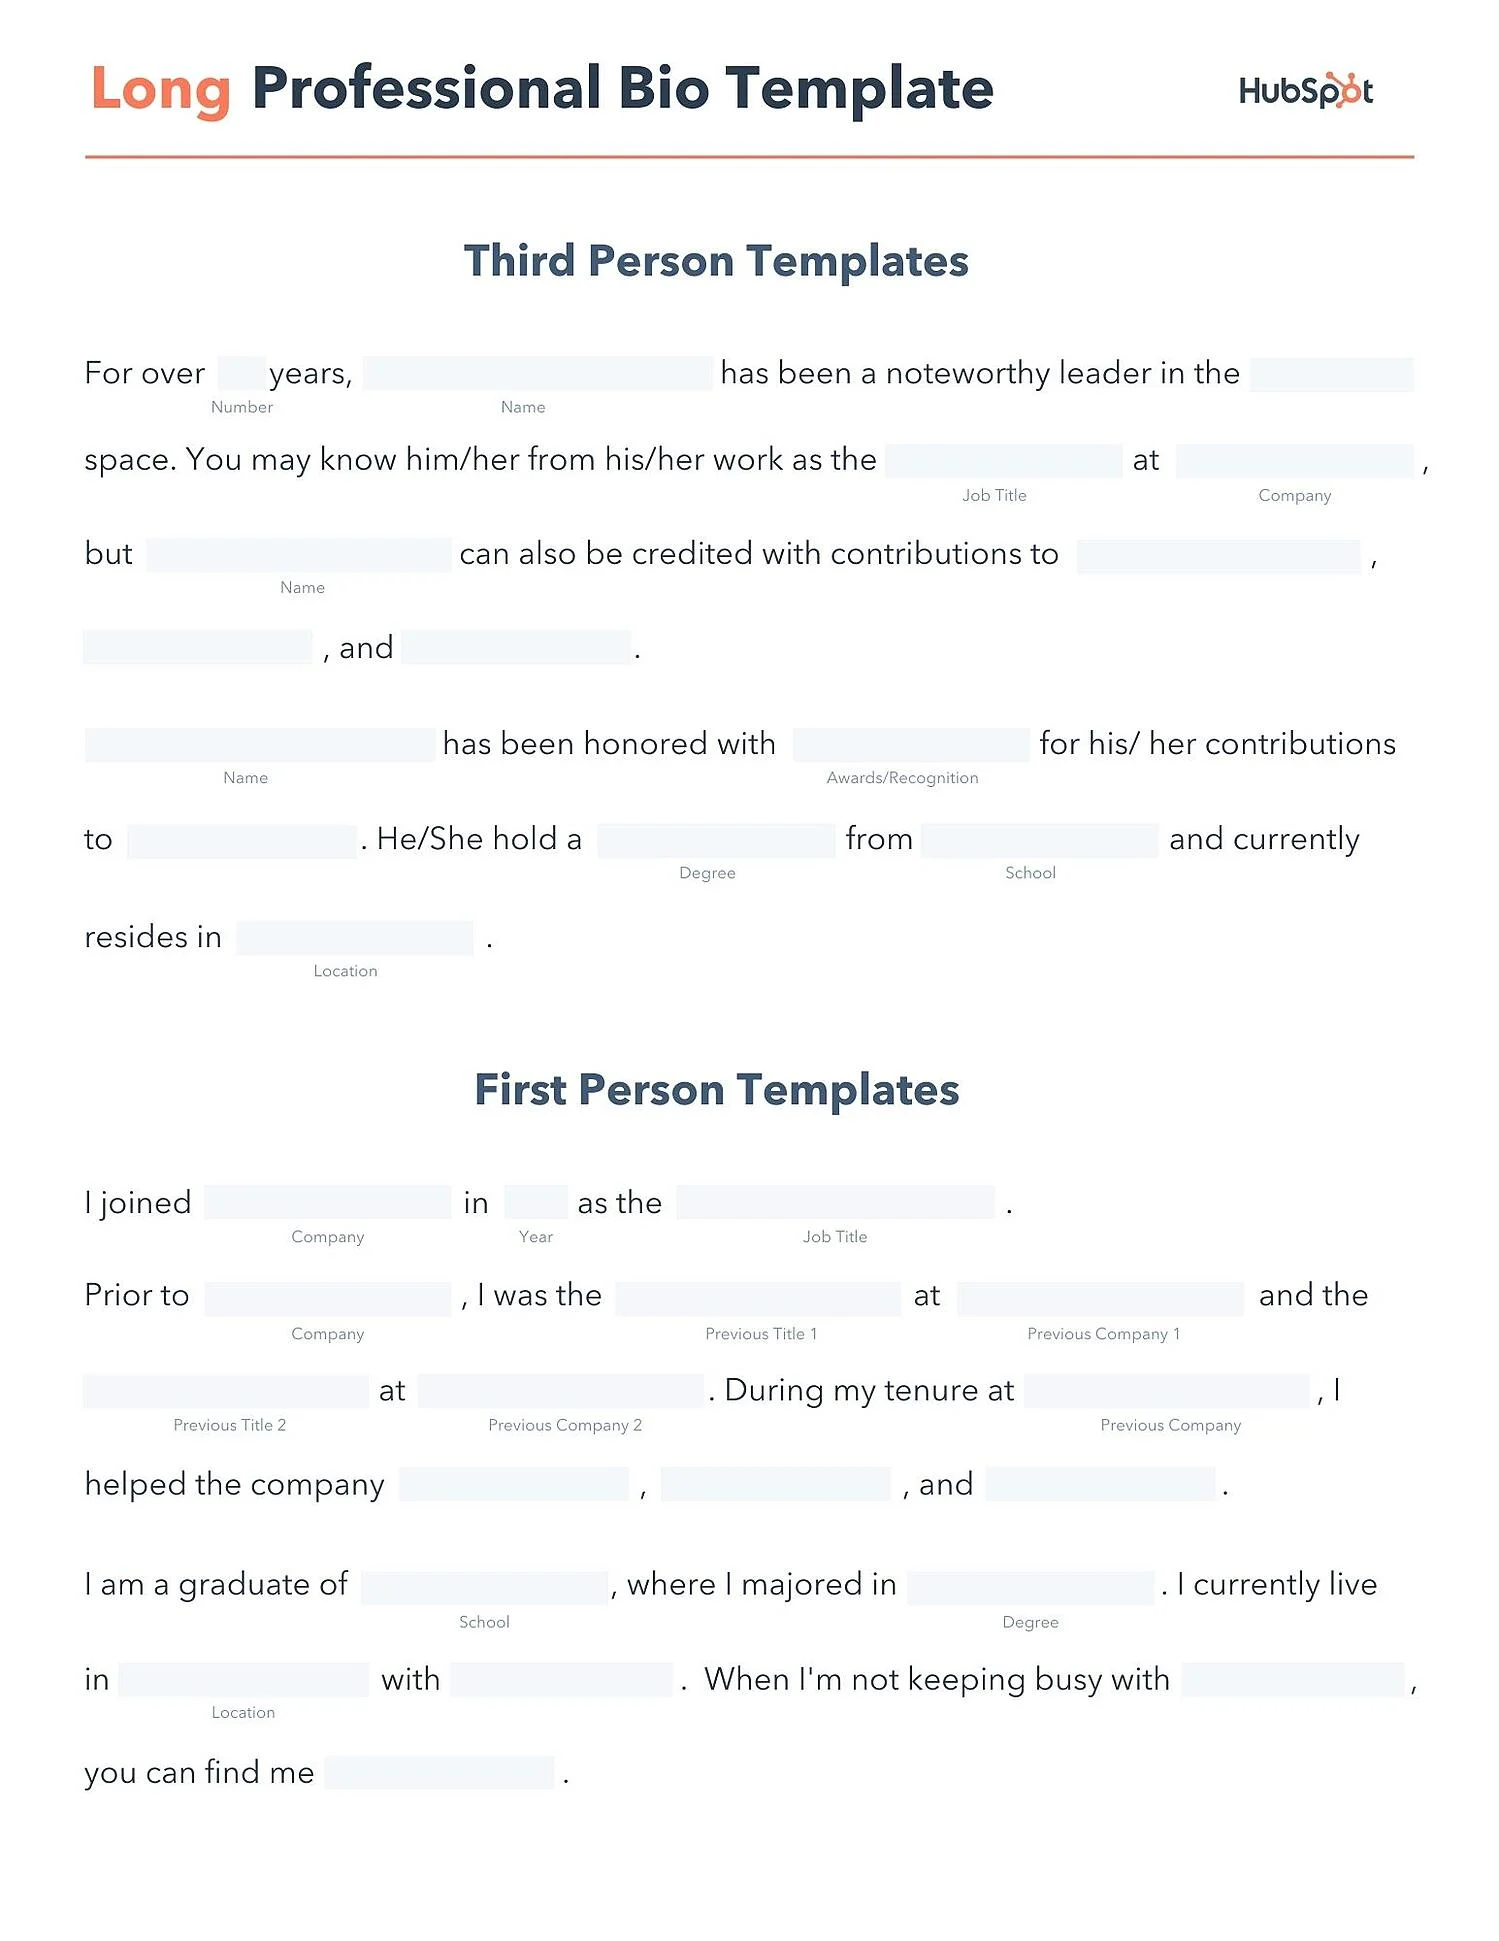 Long Professional Bio Template
HubSpot
Third Person Templates
For over years, has been a noteworthy leader in the
Number Name
space. You may know him/her from his/her work as the at ,
Job Title Company
but can also be credited with contributions to ,
Name
, and .
has been honored with for his/ her contributions
Name Awards/Recognition
to . He/She hold a from and currently
Degree School
resides in .
Location
First Person Templates
I joined in as the .
Company Year Job Title
Prior to , I was the at and the
Company Previous Title 1 Previous Company 1
at . During my tenure at , I
Previous Title 2 Previous Company 2 Previous Company
helped the company , , and .
I am a graduate of , where I majored in . I currently live
School Degree
in with . When I'm not keeping busy with ,
Location
you can find me .